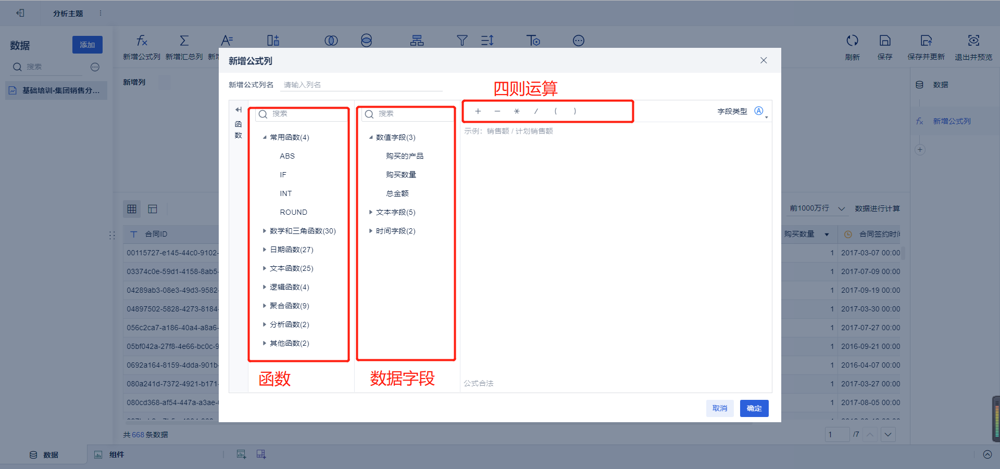 分析主题
数据
添加
搜索
基础培训-集团销售分...
新增公式列
新增汇总列
刷新
保存
保存并更新
退出并预览
新增列
新增公式列
新增公式列名
请输入列名
四则运算
函数
搜索
常用函数(4)
ABS
IF
INT
ROUND
数学和三角函数(30)
日期函数(27)
文本函数(25)
逻辑函数(4)
聚合函数(9)
分析函数(2)
其他函数(2)
函数
搜索
数值字段(3)
购买的产品
购买数量
总金额
文本字段(5)
时间字段(2)
数据字段
+ − * / ( )
字段类型
示例：销售额 / 计划销售额
公式合法
取消
确定
数据
新增公式列
前1000万行
数据进行计算
合同ID
购买数量
合同签约时间
00115727-e145-44c0-9102-
1 2017-03-07 00:00
03374c0e-59d1-4158-8ab5-
1 2017-07-09 00:00
04289ab3-08e3-49d3-9582-
1 2017-09-19 00:00
04897502-5828-4273-8184-
1 2017-03-30 00:00
056c2ca7-a186-40a4-a8a6-
1 2017-07-27 00:00
05bf042a-27f8-4e66-bc0c-9
1 2016-09-21 00:00
0692a164-8159-4dda-901b-
1 2016-04-07 00:00
080a241d-7372-4921-b171-
1 2017-03-27 00:00
080cd368-af54-447a-a3ae-
1 2017-08-05 00:00
共 668 条数据
1 /7
数据
组件